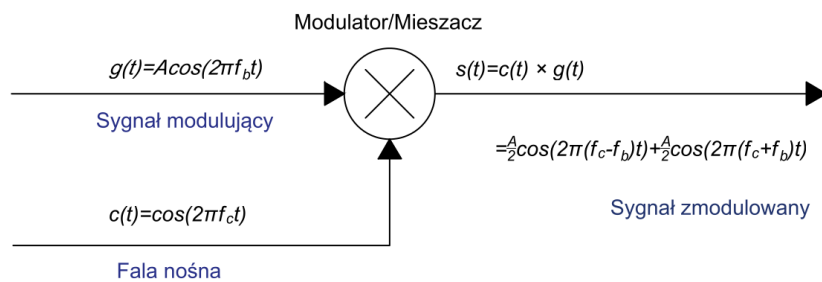 Modulator/Mieszacz
g(t)=Acos(2πf_bt)
s(t)=c(t) × g(t)
Sygnał modulujący
=A/2cos(2π(f_c-f_b)t)+A/2cos(2π(f_c+f_b)t)
c(t)=cos(2πf_ct)
Sygnał zmodulowany
Fala nośna